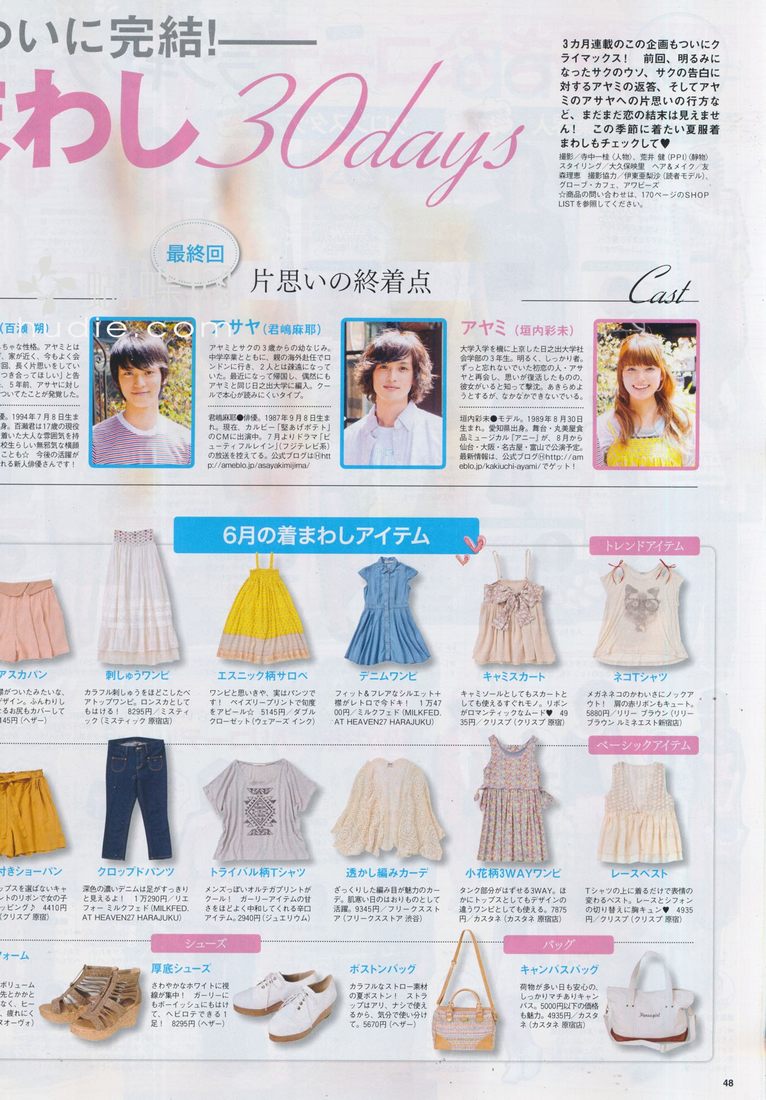 ついに完結!——
まわし30days
3カ月連載のこの企画もついにク
ライマックス! 前回、明るみに
なったサクのウソ、サクの告白に
対するアヤミの返答、そしてアヤ
ミのアサヤへの片思いの行方な
ど、まだまだ恋の結末は見えませ
ん! この季節に着たい夏服着
まわしもチェックして♥
撮影/寺中一桂(人物)、荒井 健(PPI)(静物)
スタイリング/大久保映里 ヘア&メイク/友
森理恵 撮影協力/伊東亜梨沙(読者モデル)、
グローブ・カフェ、アワビーズ
☆商品の問い合わせは、170ページのSHOP
LISTを参照してください。
最終回
片思いの終着点
Cast
(百瀬 朔)
ちゃな性格。アヤミとは
、家が近く、今もよく会
回、長く片思いをしてい
つき合ってほしい」と告
、5年前、アサヤに対し
ついてたことが発覚した。
優。1994年7月8日生ま
身。百瀬君は17歳の現役
着いた大人な雰囲気を持
校生らしい無邪気な横顔
ことも☆ 今後の活躍が
れる新人俳優さんです!
アサヤ(君嶋麻耶)
アヤミとサクの3歳からの幼なじみ。
中学卒業とともに、親の海外赴任でロ
ンドンに行き、2人とは疎遠になって
いた。最近になって帰国し、偶然にも
アヤミと同じ日之出大学に編入。クー
ルで本心が読みにくいタイプ。
君嶋麻耶●俳優。1987年9月8日生ま
れ。現在、カルビー「堅あげポテト」
のCMに出演中。7月よりドラマ「ビ
ューティフルレイン」(フジテレビ系)
の放送を控えてる。公式ブログはⒽhtt
p://ameblo.jp/asayakimijima/
アヤミ(垣内彩未)
大学入学を機に上京した日之出大学社
会学部の3年生。明るく、しっかり者。
ずっと忘れないでいた初恋の人・アサ
ヤと再会し、思いが復活したものの、
彼女がいると知って撃沈。あきらめよ
うとするが、なかなかできないでいる。
垣内彩未●モデル。1989年8月30日
生まれ。愛知県出身。舞台・丸美屋食
品ミュージカル「アニー」が、8月から
仙台・大阪・名古屋・富山で公演予定。
最新情報は、公式ブログⒽhttp://am
eblo.jp/kakiuchi-ayami/でゲット!
hudie.com
6月の着まわしアイテム
トレンドアイテム
アスカパン
襟がついたみたいな、
デザイン。ふんわりし
るお尻もカバーして
145円(ヘザー)
刺しゅうワンピ
カラフル刺しゅうをほどこしたベ
アトップワンピ。ロンスカとして
もはける! 8295円/ミスティ
ック(ミスティック 原宿店)
エスニック柄サロペ
ワンピと思いきや、実はパンツで
す! ペイズリープリントで旬度
をアピール☆ 5145円/ダブル
クローゼット(ウェアーズ インク)
デニムワンピ
フィット&フレアなシルエット+
襟がレトロで今ドキ! 1万47
00円/ミルクフェド(MILKFED.
AT HEAVEN27 HARAJUKU)
キャミスカート
キャミソールとしてもスカートと
しても使えるすぐれモノ。リボン
がロマンティックなムード♥ 49
35円/クリスプ(クリスプ 原宿店)
ネコTシャツ
メガネネコのかわいさにノックア
ウト! 肩の赤リボンもキュート。
5880円/リリー ブラウン(リリー
ブラウン ルミネエスト新宿店)
ベーシックアイテム
付きショーパン
ップスを選ばないキャ
トのリボンで女の子
ッピング♪ 4410円
(クリスプ 原宿店)
クロップドパンツ
深色の濃いデニムは足がすっきり
と見えるよ! 1万290円/リエ
フォー ミルクフェド(MILKFED.
AT HEAVEN27 HARAJUKU)
トライバル柄Tシャツ
メンズっぽいオルテガプリントが
クール! ガーリーアイテムの甘
さをほどよく中和してくれる辛口
アイテム。2940円(ジュエリウム)
透かし編みカーデ
ざっくりした編み目が魅力のカー
デ。肌寒い日のはおりものとして
活躍。9345円/フリークススト
ア(フリークスストア 渋谷)
小花柄3WAYワンピ
タンク部分がはずせる3WAY。ほ
かにトップスとしてもデザインの
違うワンピとしても使える。7875
円/カスタネ(カスタネ 原宿店)
レースベスト
Tシャツの上に着るだけで表情の
変わるベスト。レースとシフォン
の切り替えに胸キュン♥ 4935
円/クリスプ(クリスプ 原宿店)
シューズ
バッグ
フォーム
ボリューム
先とかかと
なく、ヒー
、疲れにく
ヌオーヴォ)
厚底シューズ
さわやかなホワイトに視
線が集中! ガーリーにも
ボーイッシュにもはけ
て、ヘビロテできる1
足! 8295円(ヘザー)
ボストンバッグ
カラフルなストロー素材
の夏ボストン! ストラ
ップはアリ、ナシで使え
るから、気分で使い分け
て。5670円(ヘザー)
キャンバスバッグ
荷物が多い日も安心の、
しっかりマチありキャン
バス。5000円以下の価格
も魅力。4935円/カスタ
ネ(カスタネ 原宿店)
48